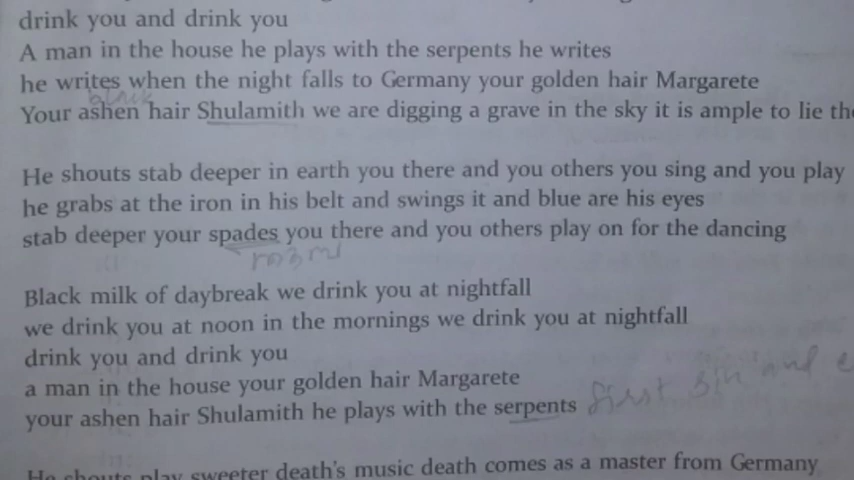 drink you and drink you
A man in the house he plays with the serpents he writes
he writes when the night falls to Germany your golden hair Margarete
black
Your ashen hair Shulamith we are digging a grave in the sky it is ample to lie
He shouts stab deeper in earth you there and you others you sing and you play
he grabs at the iron in his belt and swings it and blue are his eyes
stab deeper your spades you there and you others play on for the dancing
Black milk of daybreak we drink you at nightfall
we drink you at noon in the mornings we drink you at nightfall
drink you and drink you
a man in the house your golden hair Margarete
your ashen hair Shulamith he plays with the serpents first sin and
He shouts play sweeter death's music death comes as a master from Germany